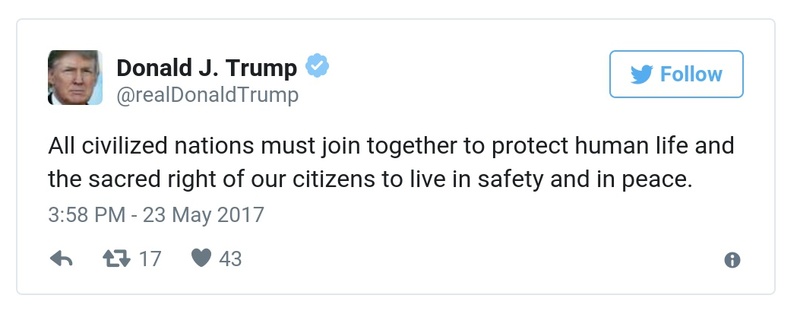 Donald J. Trump
@realDonaldTrump
Follow
All civilized nations must join together to protect human life and
the sacred right of our citizens to live in safety and in peace.
3:58 PM - 23 May 2017
17 43